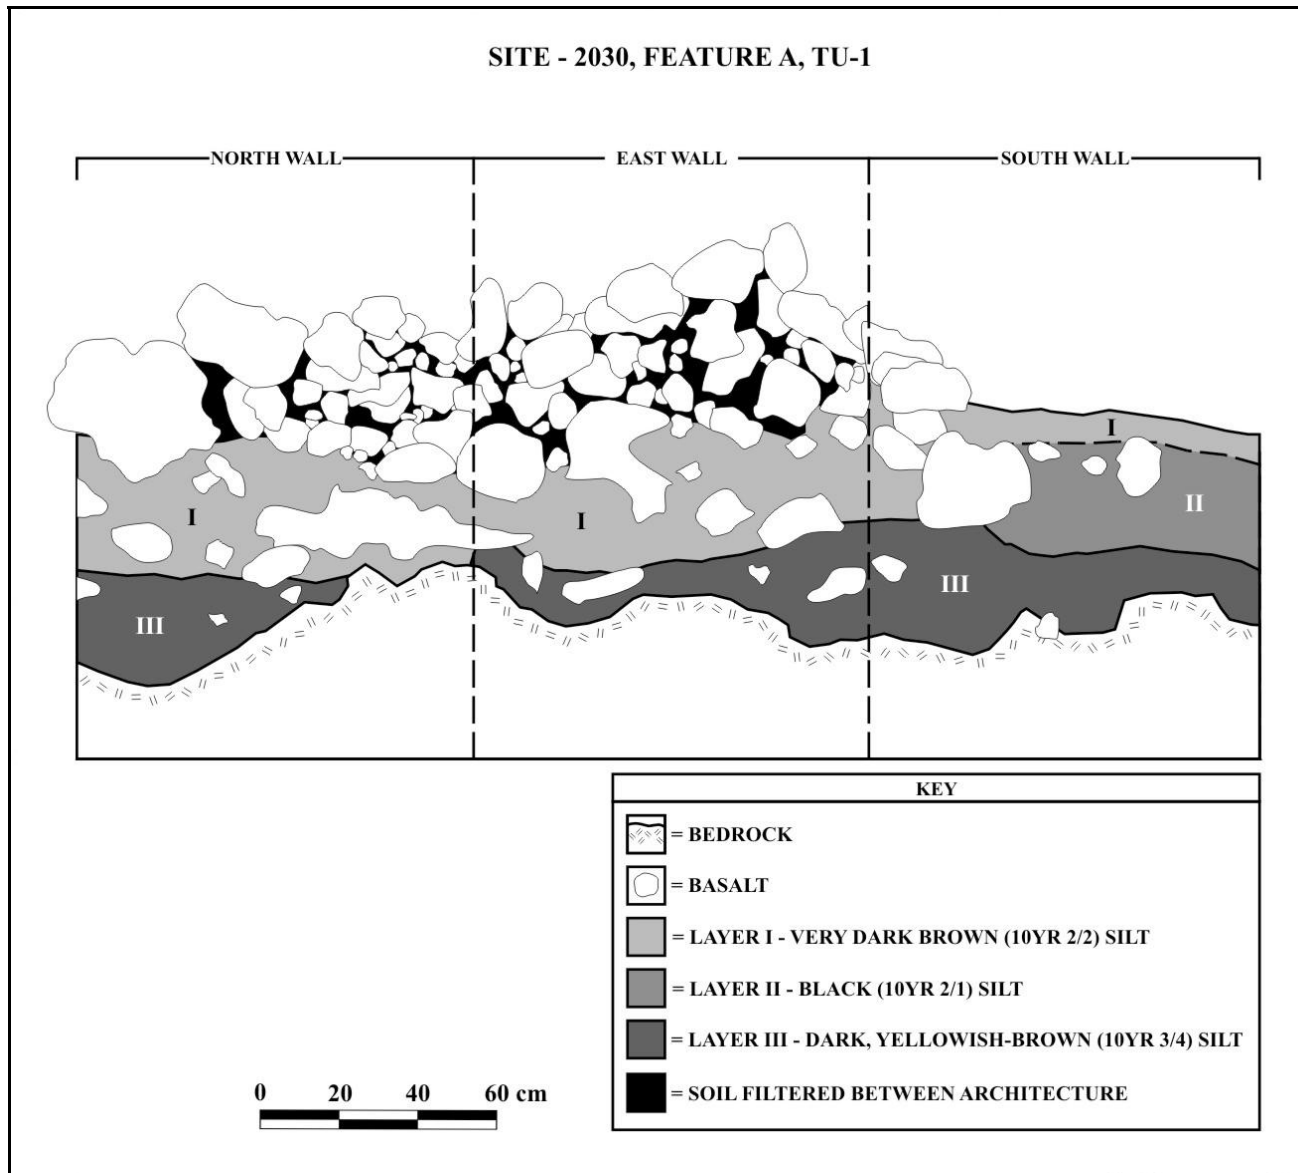 SITE - 2030, FEATURE A, TU-1
NORTH WALL
EAST WALL
SOUTH WALL
I
II
I
I
III
III
KEY
= BEDROCK
= BASALT
= LAYER I - VERY DARK BROWN (10YR 2/2) SILT
= LAYER II - BLACK (10YR 2/1) SILT
= LAYER III - DARK, YELLOWISH-BROWN (10YR 3/4) SILT
= SOIL FILTERED BETWEEN ARCHITECTURE
0 20 40 60 cm